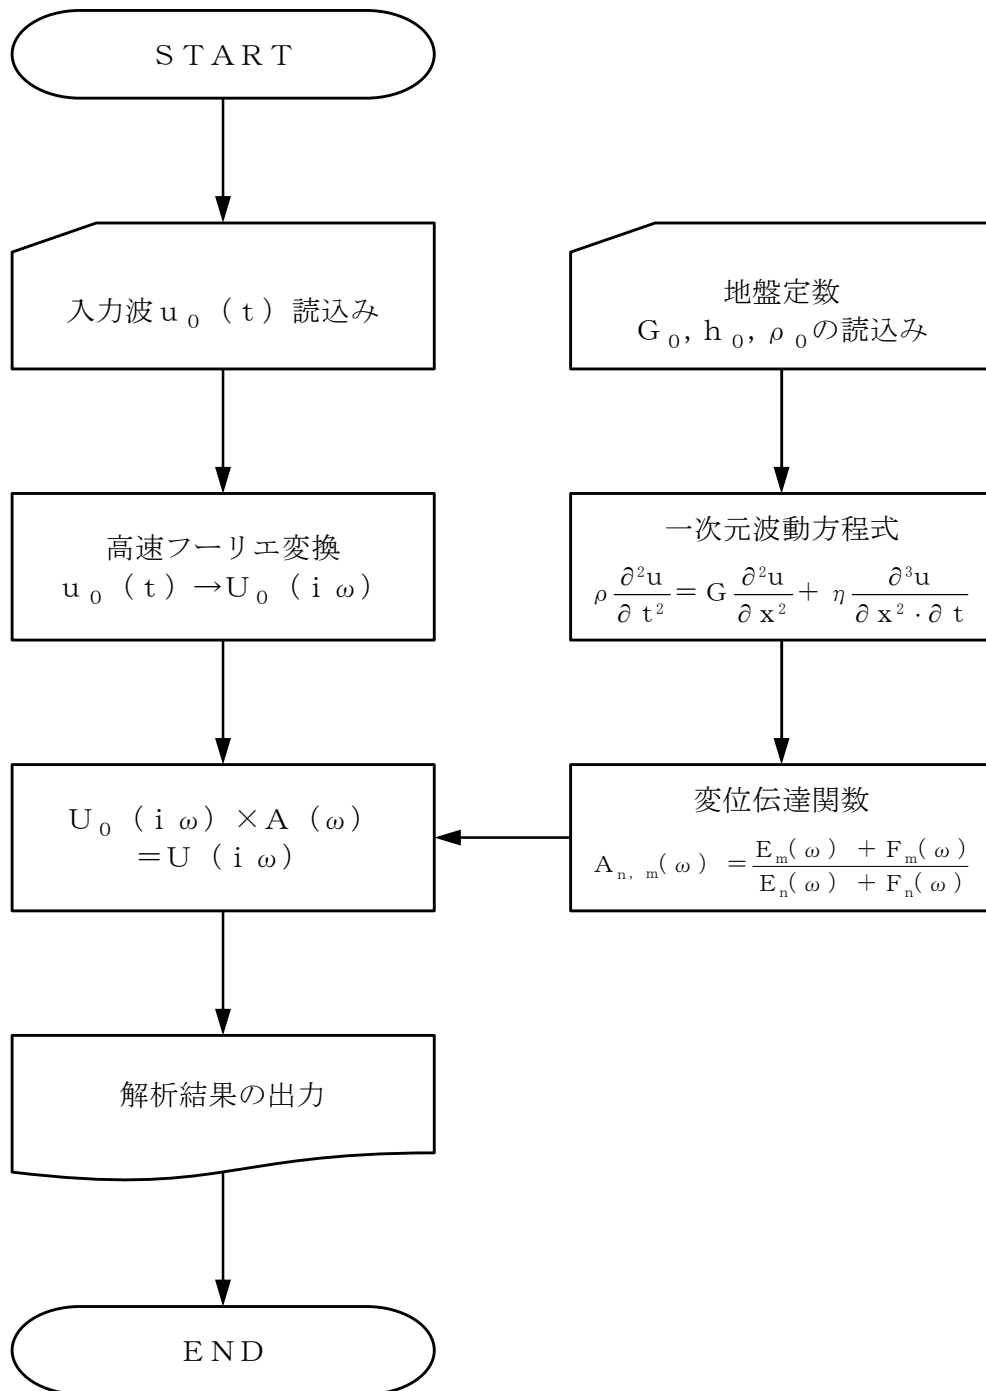 START
入力波u₀(t)読込み
地盤定数
G₀, h₀, ρ₀の読込み
高速フーリエ変換
u₀(t)→U₀(iω)
一次元波動方程式
ρ ∂²u/∂t² = G ∂²u/∂x² + η ∂³u/∂x²·∂t
U₀(iω)×A(ω)
=U(iω)
変位伝達関数
Aₙ, ₘ(ω) = Eₘ(ω) + Fₘ(ω)/Eₙ(ω) + Fₙ(ω)
解析結果の出力
END